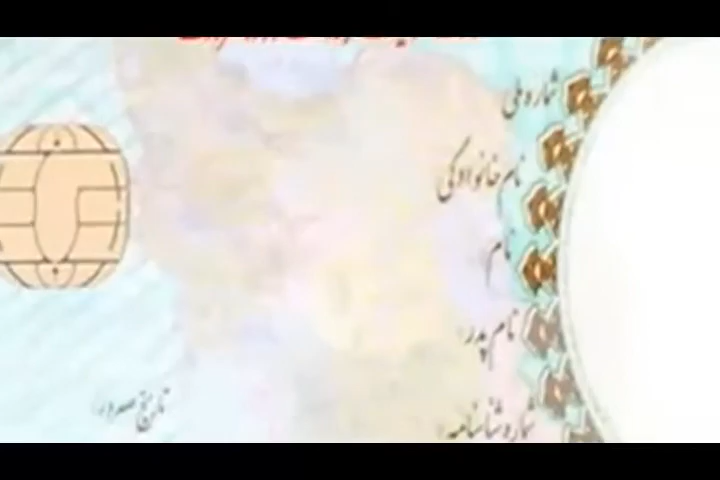 شماره ملی
نام خانوادگی
نام
نام پدر:
شماره شناسنامه:
تاریخ صدور: